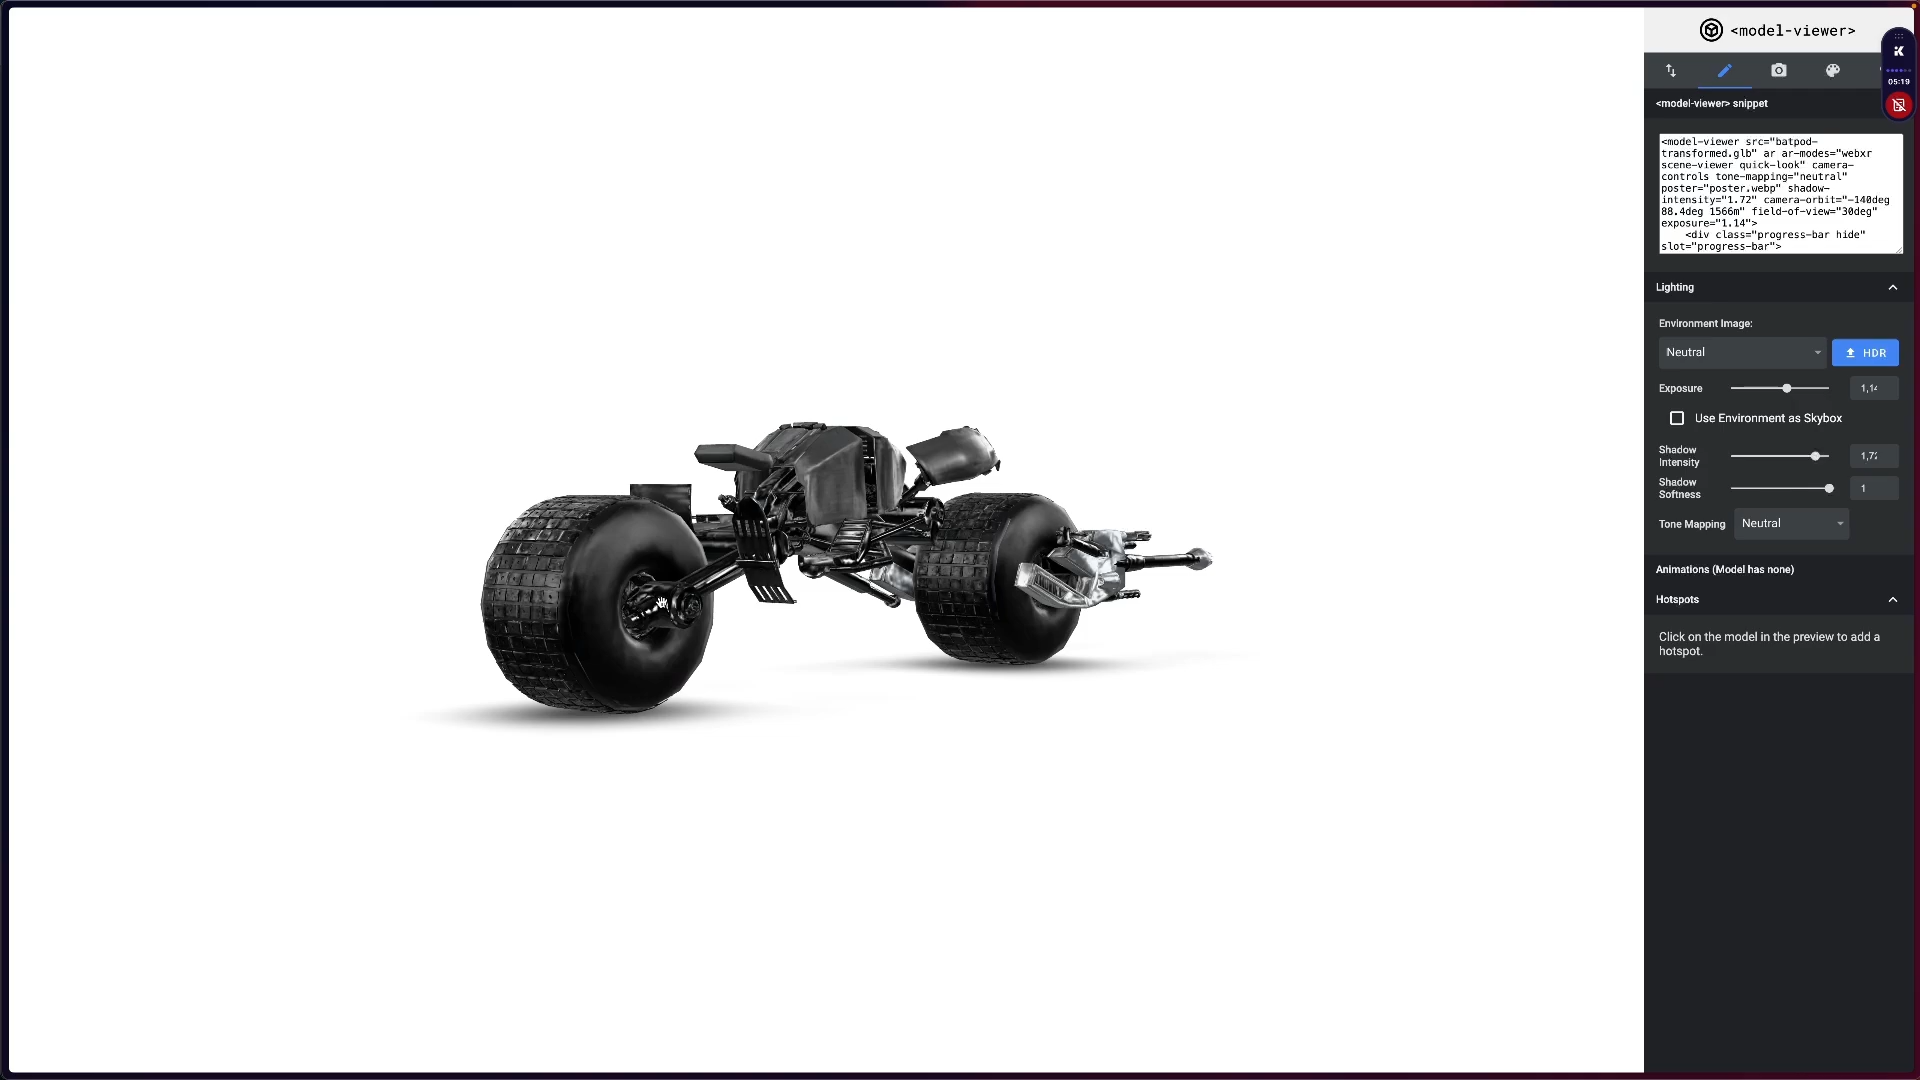 <model-viewer>
05:19
<model-viewer> snippet
<model-viewer src="batpod-
transformed.glb" ar ar-modes="webxr
scene-viewer quick-look" camera-
controls tone-mapping="neutral"
poster="poster.webp" shadow-
intensity="1.72" camera-orbit="-140deg
88.4deg 1566m" field-of-view="30deg"
exposure="1.14">
<div class="progress-bar hide"
slot="progress-bar">
Lighting
Environment Image:
Neutral
HDR
Exposure
1,14
Use Environment as Skybox
Shadow
Intensity
1,72
Shadow
Softness
1
Tone Mapping
Neutral
Animations (Model has none)
Hotspots
Click on the model in the preview to add a
hotspot.